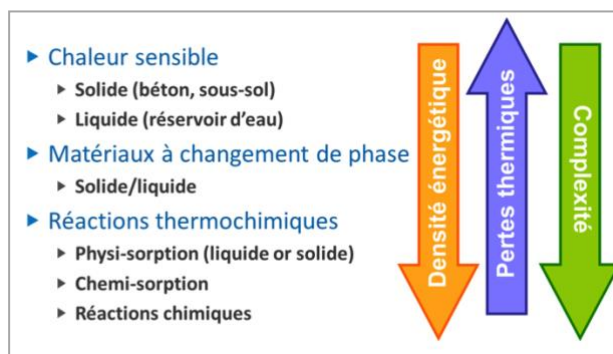 Chaleur sensible
Solide (béton, sous-sol)
Liquide (réservoir d'eau)
Matériaux à changement de phase
Solide/liquide
Réactions thermochimiques
Physi-sorption (liquide or solide)
Chemi-sorption
Réactions chimiques
Densité énergétique
Pertes thermiques
Complexité